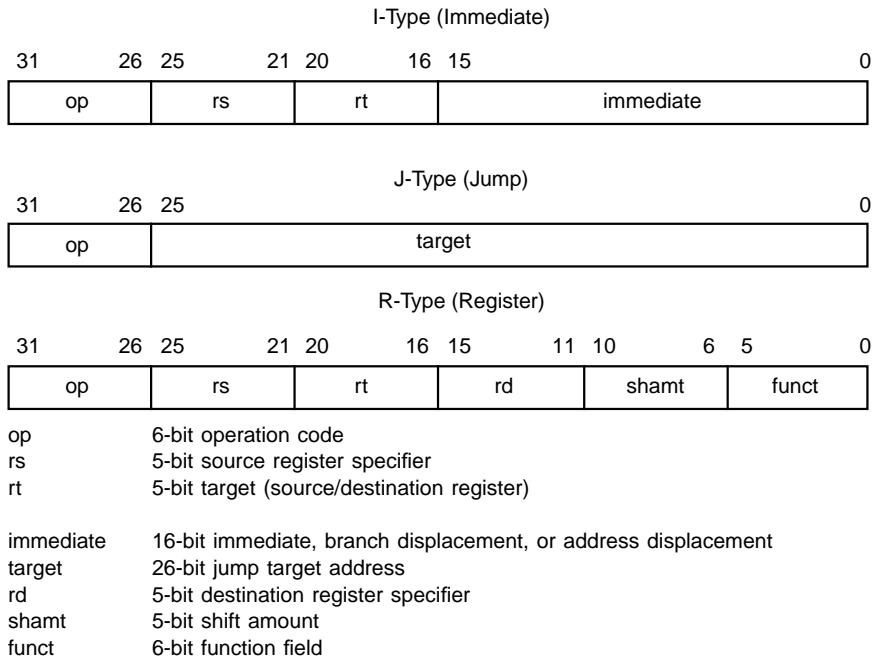 I-Type (Immediate)
31 26 25 21 20 16 15 0
op rs rt immediate
J-Type (Jump)
31 26 25 0
op target
R-Type (Register)
31 26 25 21 20 16 15 11 10 6 5 0
op rs rt rd shamt funct
op 6-bit operation code
rs 5-bit source register specifier
rt 5-bit target (source/destination register)
immediate 16-bit immediate, branch displacement, or address displacement
target 26-bit jump target address
rd 5-bit destination register specifier
shamt 5-bit shift amount
funct 6-bit function field